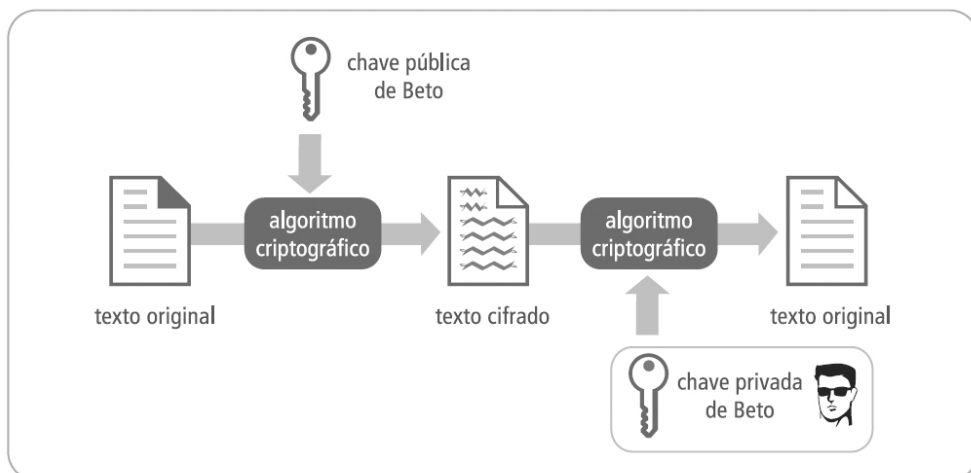 chave pública
de Beto
algoritmo
criptográfico
algoritmo
criptográfico
texto original
texto cifrado
texto original
chave privada
de Beto